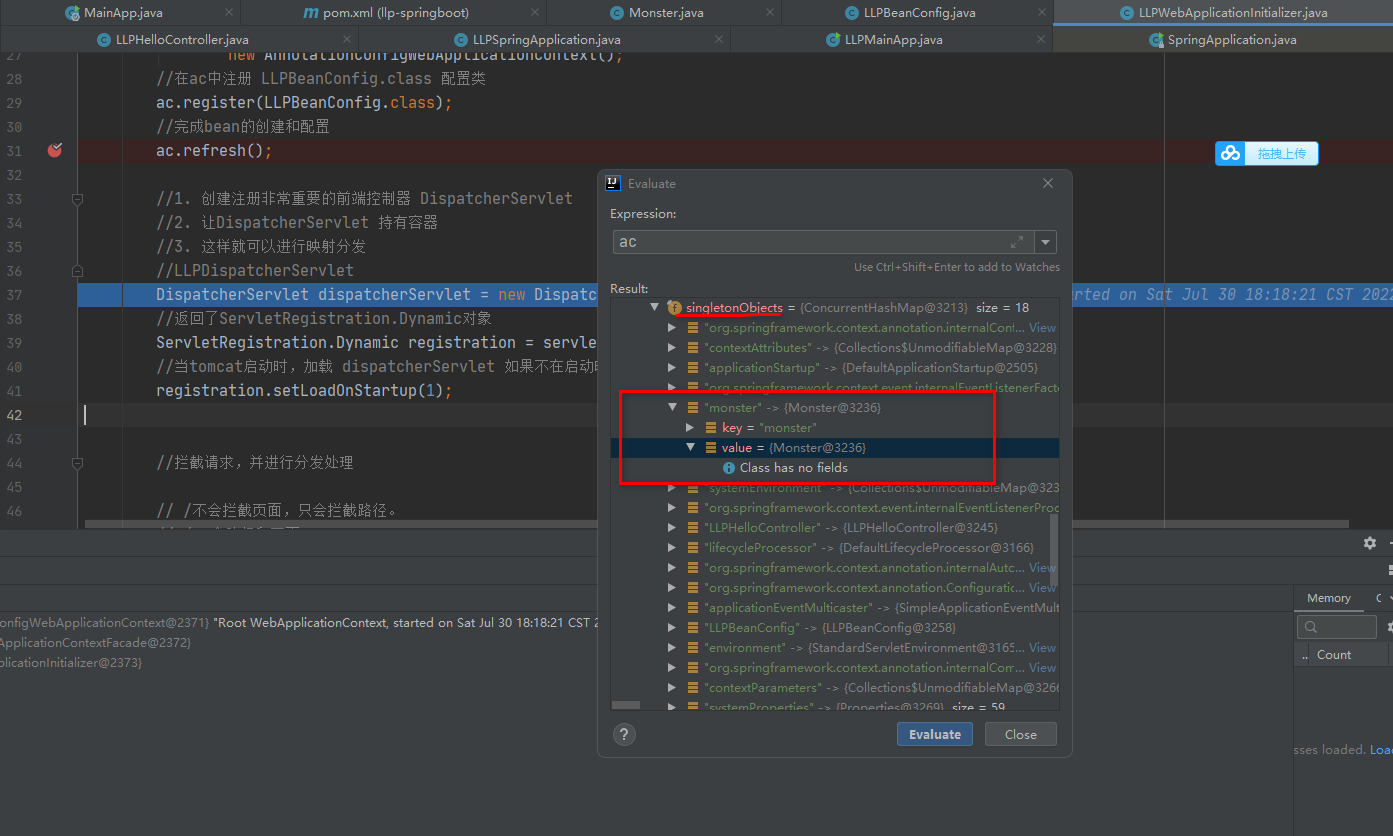 MainApp.java
pom.xml (llp-springboot)
Monster.java
LLPBeanConfig.java
LLPWebApplicationInitializer.java
LLPHelloController.java
LLPSpringApplication.java
LLPMainApp.java
SpringApplication.java
27 new AnnotationConfigWebApplicationContext();
28 //在ac中注册 LLPBeanConfig.class 配置类
29 ac.register(LLPBeanConfig.class);
30 //完成bean的创建和配置
31 ac.refresh();
32
33 //1. 创建注册非常重要的前端控制器 DispatcherServlet
34 //2. 让DispatcherServlet 持有容器
35 //3. 这样就可以进行映射分发
36 //LLPDispatcherServlet
37 DispatcherServlet dispatcherServlet = new Dispatc
rted on Sat Jul 30 18:18:21 CST 2022
38 //返回了ServletRegistration.Dynamic对象
39 ServletRegistration.Dynamic registration = servle
40 //当tomcat启动时，加载 dispatcherServlet 如果不在启动时
41 registration.setLoadOnStartup(1);
42
43
44 //拦截请求，并进行分发处理
45
46 // /不会拦截页面，只会拦截路径。
拖拽上传
Evaluate
Expression:
ac
Use Ctrl+Shift+Enter to add to Watches
Result:
singletonObjects = {ConcurrentHashMap@3213} size = 18
"org.springframework.context.annotation.internalConf... View
"contextAttributes" -> {Collections$UnmodifiableMap@3228}
"applicationStartup" -> {DefaultApplicationStartup@2505}
"org.springframework.context.event.internalEventListenerFacto
"monster" -> {Monster@3236}
key = "monster"
value = {Monster@3236}
Class has no fields
"systemEnvironment" -> {Collections$UnmodifiableMap@323
"org.springframework.context.event.internalEventListenerProc
"LLPHelloController" -> {LLPHelloController@3245}
"lifecycleProcessor" -> {DefaultLifecycleProcessor@3166}
"org.springframework.context.annotation.internalAutc... View
"org.springframework.context.annotation.Configuratic... View
"applicationEventMulticaster" -> {SimpleApplicationEventMult
"LLPBeanConfig" -> {LLPBeanConfig@3258}
"environment" -> {StandardServletEnvironment@3165... View
"org.springframework.context.annotation.internalCom... View
"contextParameters" -> {Collections$UnmodifiableMap@3266
"systemProperties" -> {Properties@3269} size = 59
?
Evaluate
Close
onfigWebApplicationContext@2371} "Root WebApplicationContext, started on Sat Jul 30 18:18:21 CST 2
ApplicationContextFacade@2372}
plicationInitializer@2373}
Memory
..
Count
sses loaded. Loa